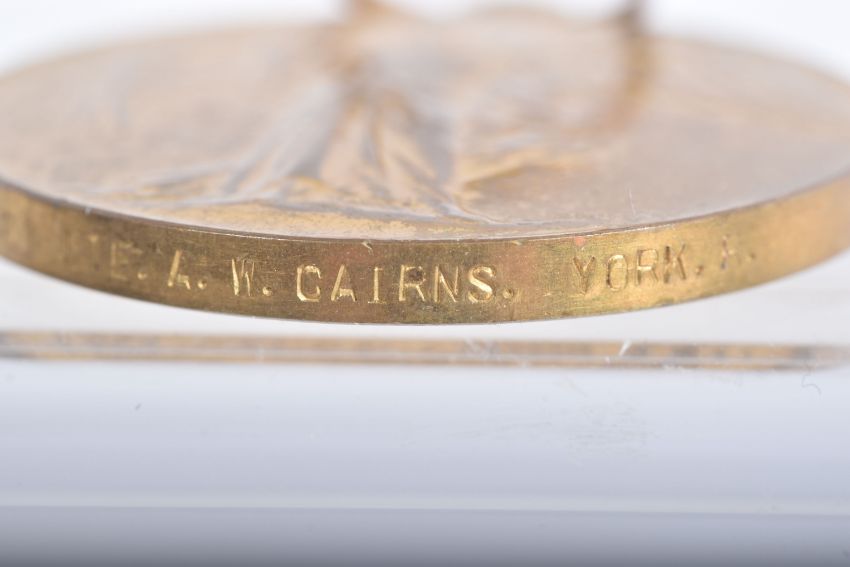 E. A. W. CAIRNS. YORK. R.